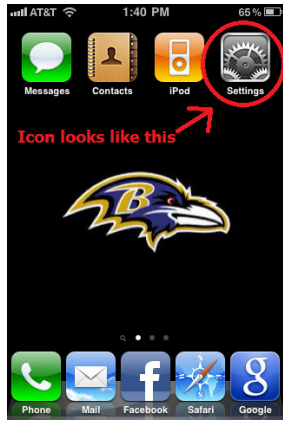 AT&T 1:40 PM 65%
Messages Contacts iPod Settings
Icon looks like this
B
f g
Phone Mail Facebook Safari Google